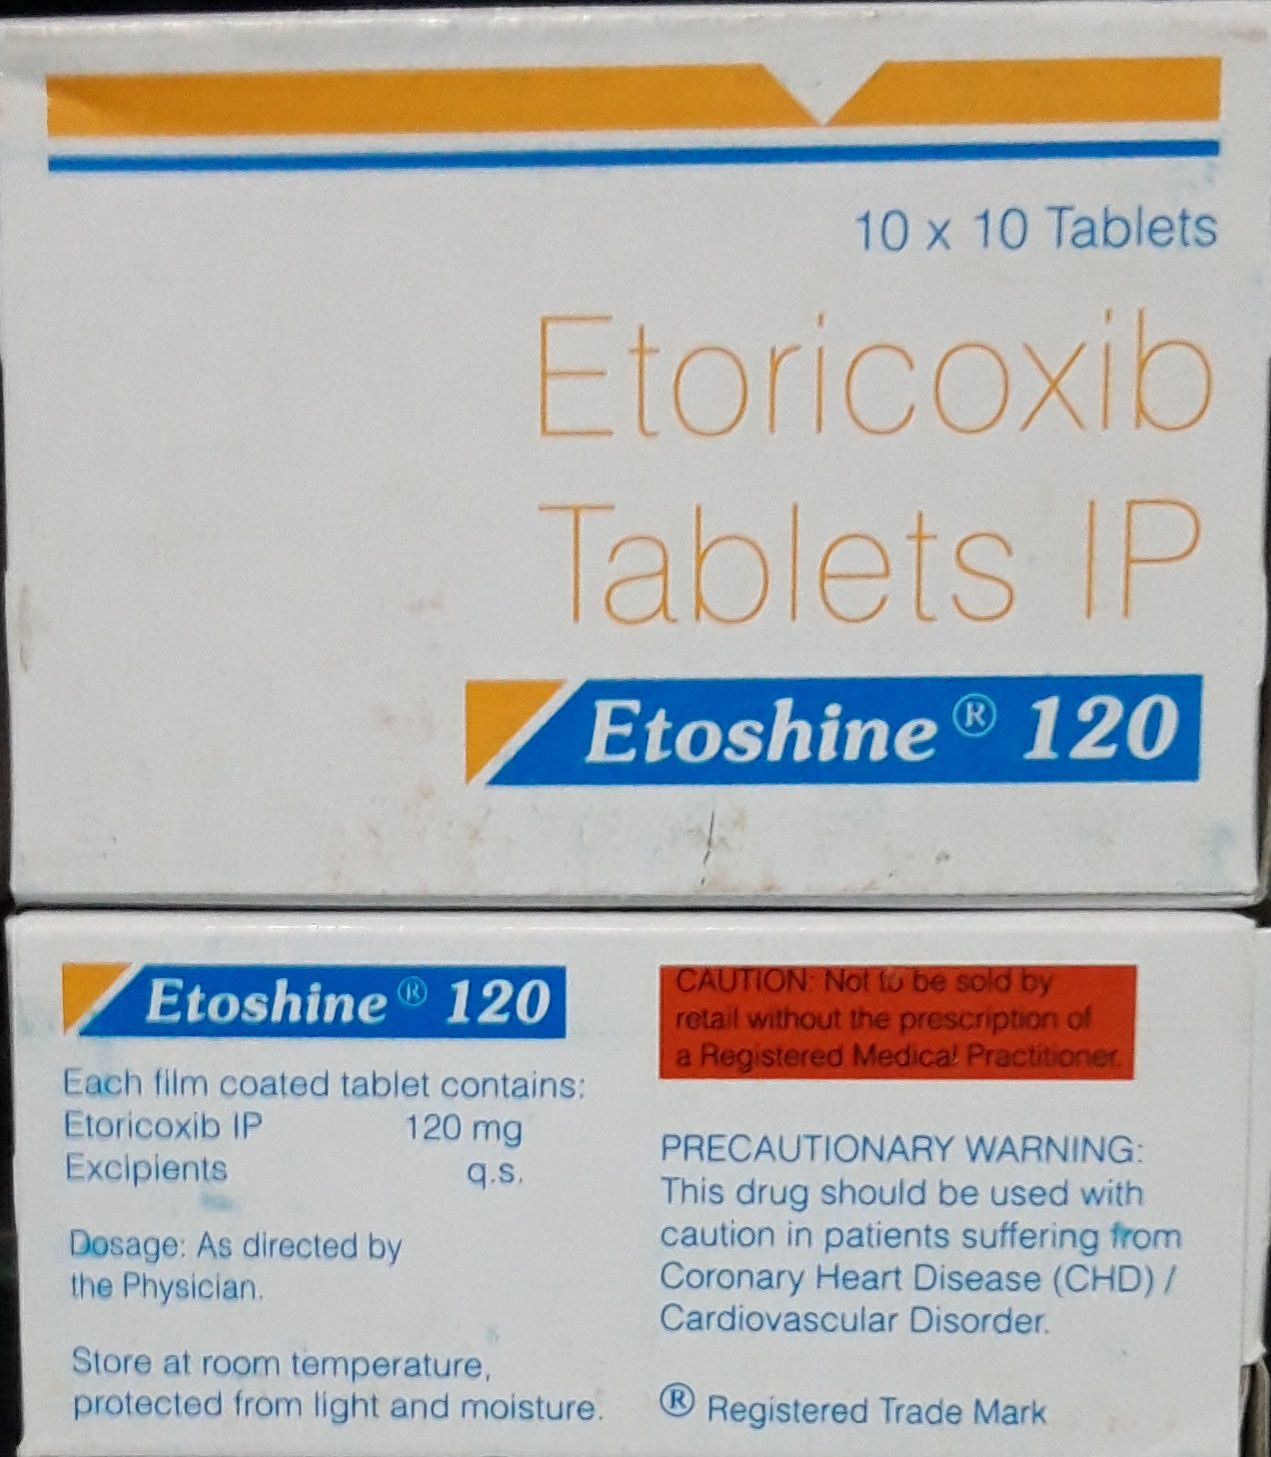 10 x 10 Tablets
Etoricoxib
Tablets IP
Etoshine® 120
Etoshine® 120
Each film coated tablet contains:
Etoricoxib IP 120 mg
Excipients q.s.
Dosage: As directed by
the Physician.
Store at room temperature,
protected from light and moisture.
CAUTION: Not to be sold by
retail without the prescription of
a Registered Medical Practitioner.
PRECAUTIONARY WARNING:
This drug should be used with
caution in patients suffering from
Coronary Heart Disease (CHD) /
Cardiovascular Disorder.
® Registered Trade Mark